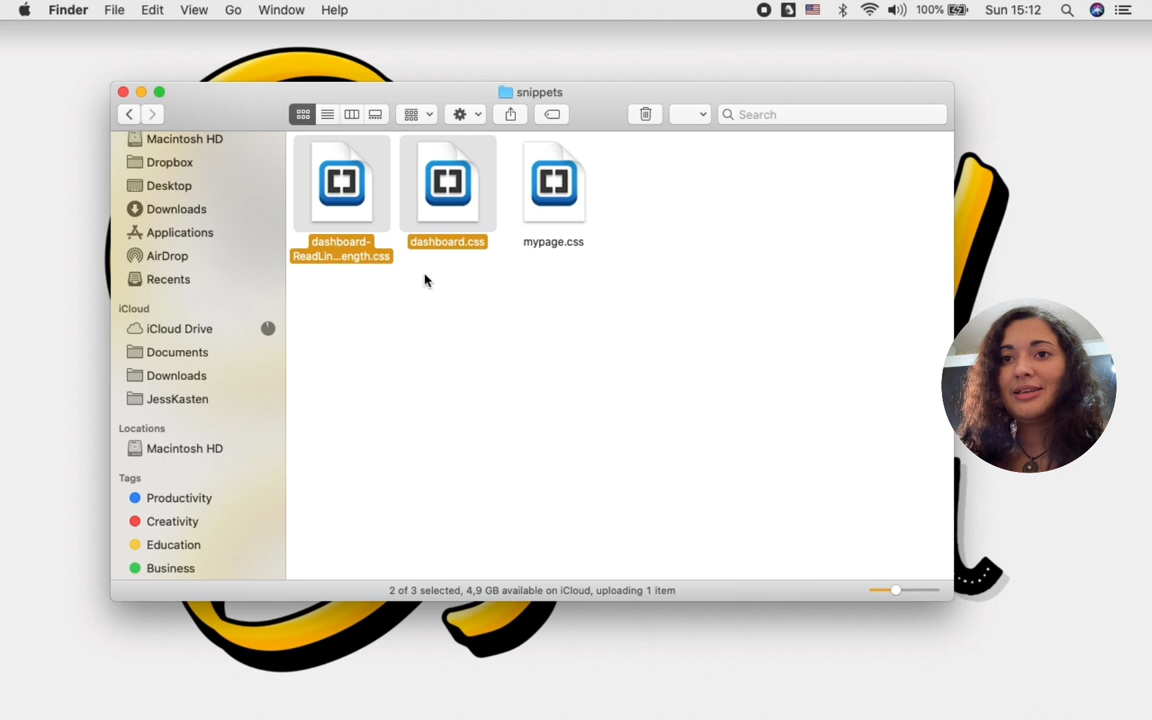 Finder File Edit View Go Window Help 100% Sun 15:12
snippets
Search
Macintosh HD
Dropbox
Desktop
Downloads
Applications
AirDrop
Recents
iCloud
iCloud Drive
Documents
Downloads
JessKasten
Locations
Macintosh HD
Tags
Productivity
Creativity
Education
Business
dashboard-
ReadLin...ength.css
dashboard.css
mypage.css
2 of 3 selected, 4,9 GB available on iCloud, uploading 1 item